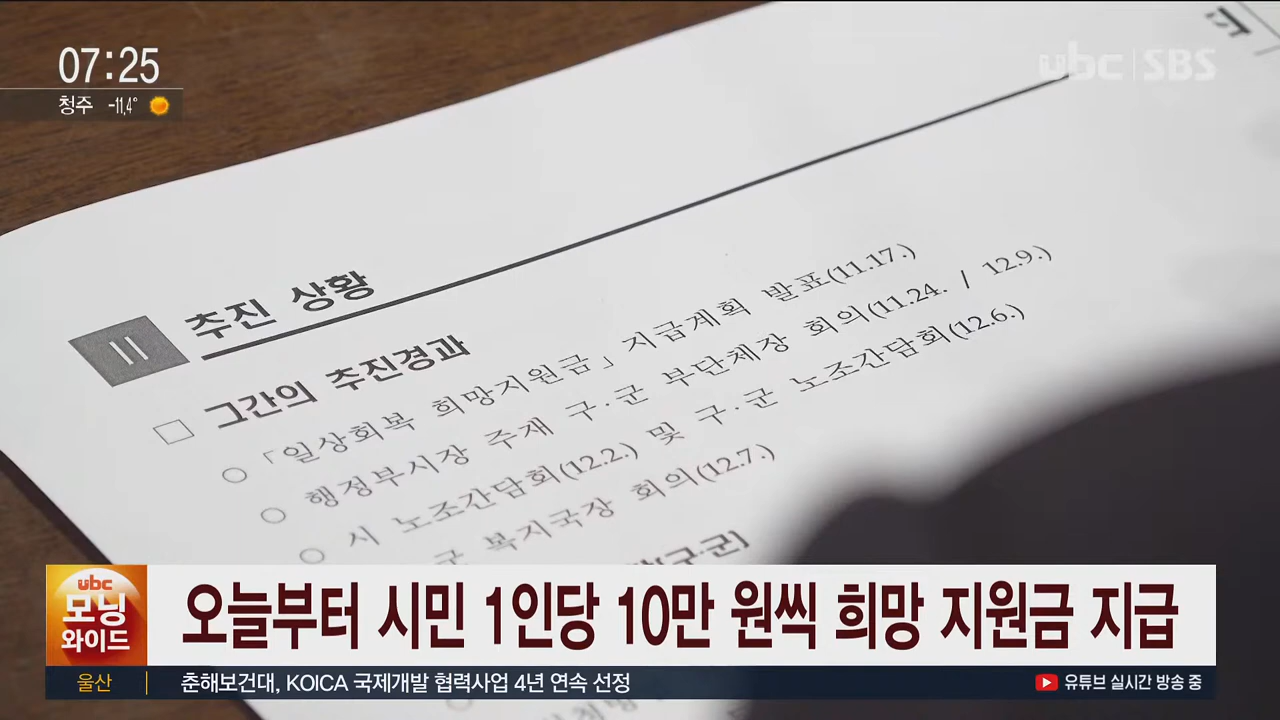 07:25
청주 -11.4°
ubc SBS
Ⅱ 추진 상황
□ 그간의 추진경과
○ 「일상회복 희망지원금」 지급계획 발표(11.17.)
○ 행정부시장 주재 구·군 부단체장 회의(11.24. / 12.9.)
○ 시 노조간담회(12.2.) 및 구·군 노조간담회(12.6.)
군 복지국장 회의(12.7.)
구·군]
ubc 모닝 와이드
오늘부터 시민 1인당 10만 원씩 희망 지원금 지급
울산 춘해보건대, KOICA 국제개발 협력사업 4년 연속 선정
유튜브 실시간 방송 중